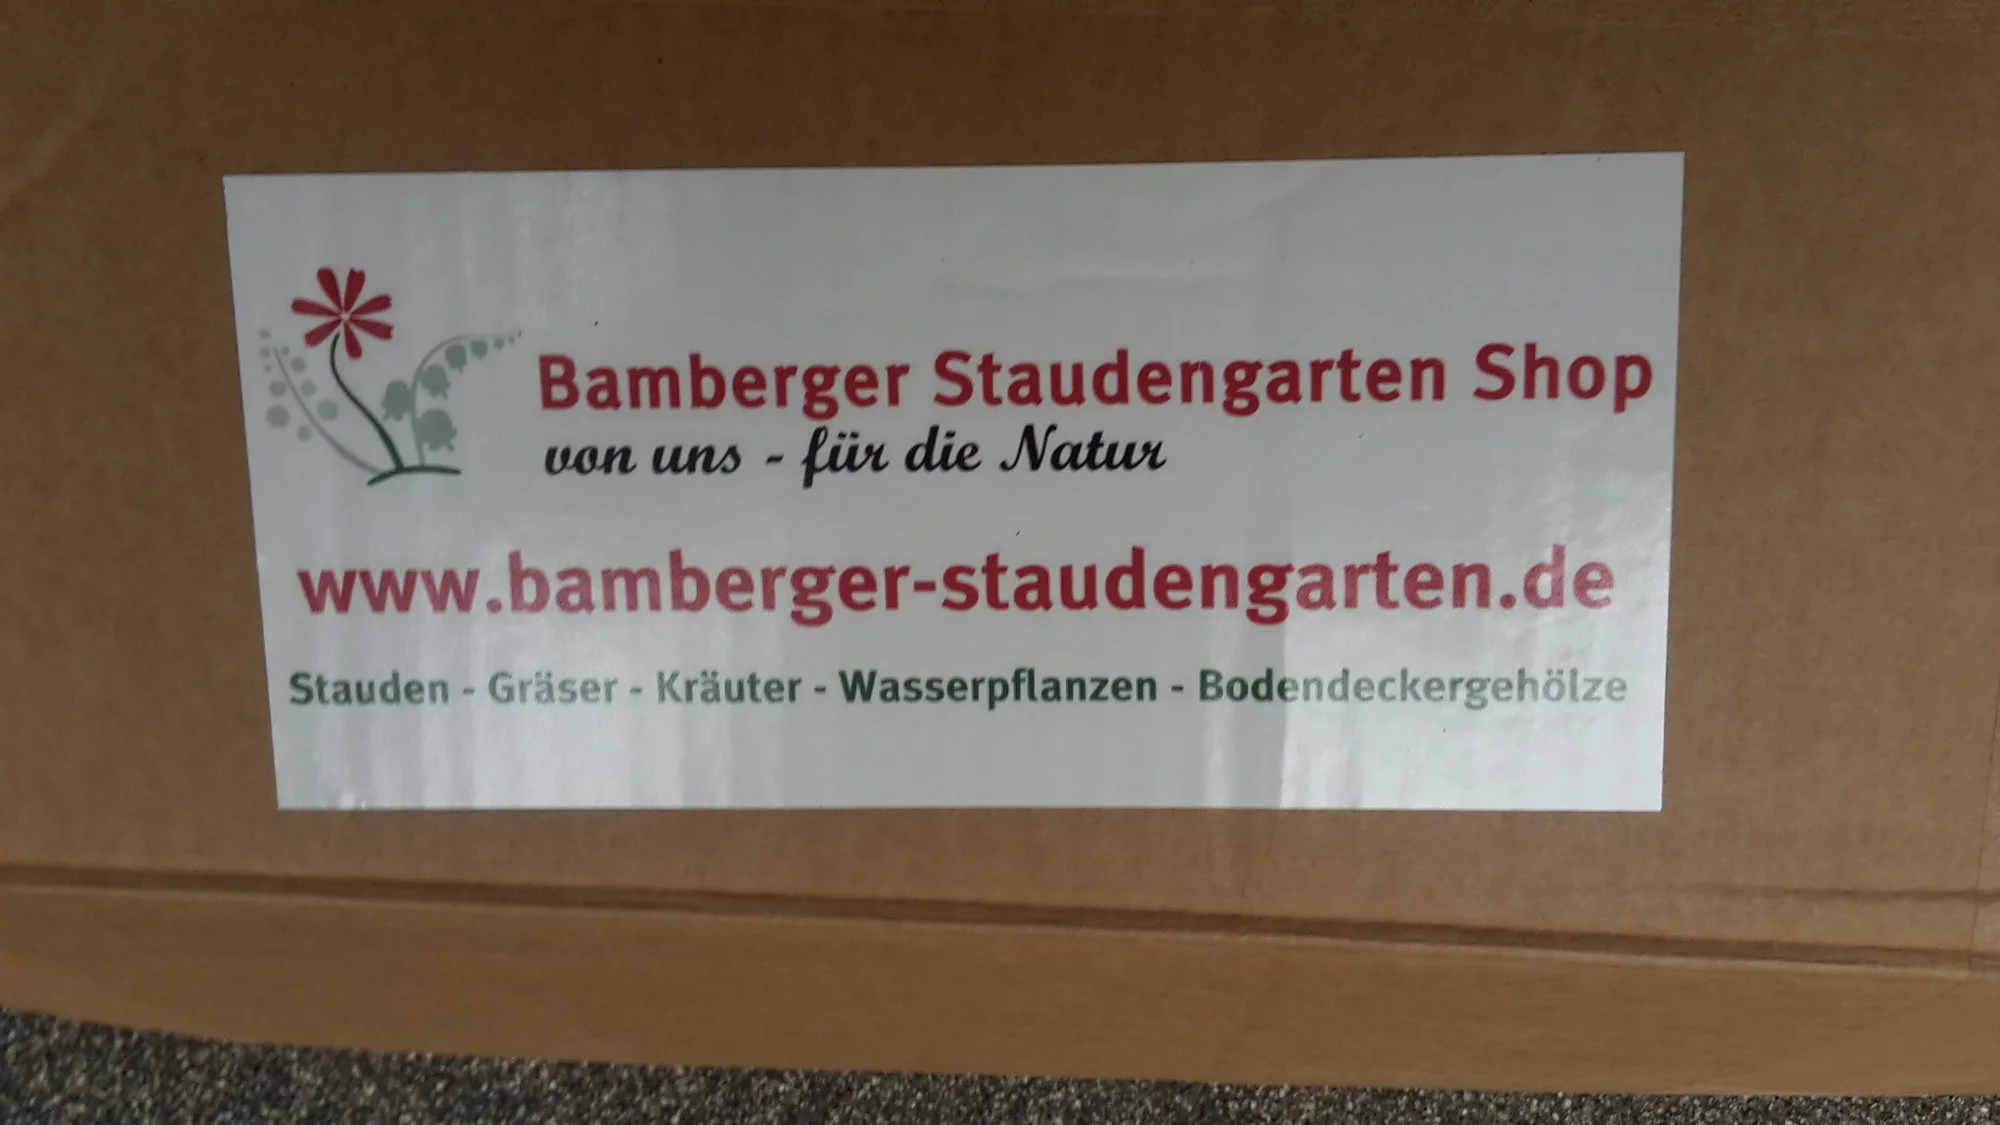 Bamberger Staudengarten Shop
von uns - für die Natur
www.bamberger-staudengarten.de
Stauden - Gräser - Kräuter - Wasserpflanzen - Bodendeckergehölze